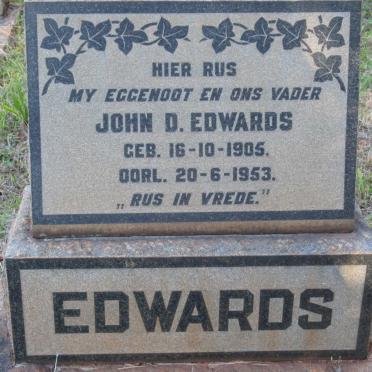 HIER RUS
MY EGGENOOT EN ONS VADER
JOHN D. EDWARDS
GEB. 16-10-1905.
OORL. 20-6-1953.
„RUS IN VREDE."
EDWARDS